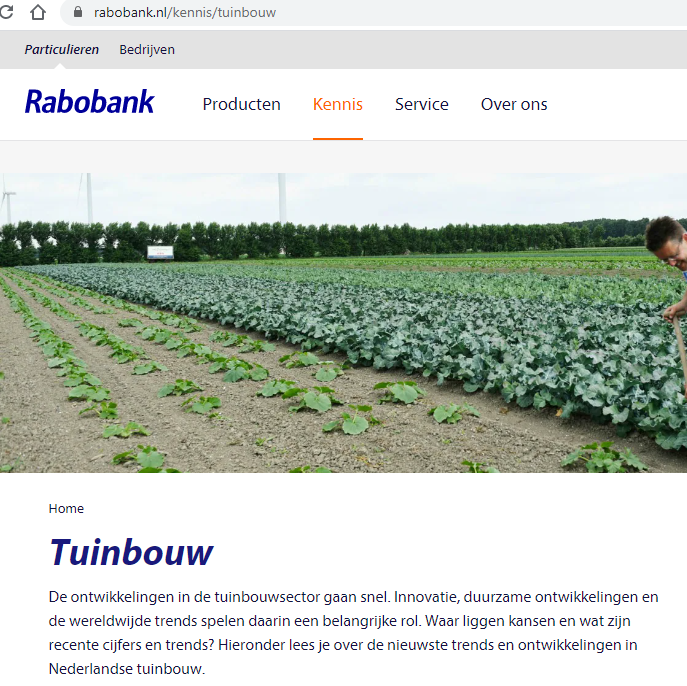 rabobank.nl/kennis/tuinbouw
Particulieren Bedrijven
Rabobank Producten Kennis Service Over ons
Home
Tuinbouw
De ontwikkelingen in de tuinbouwsector gaan snel. Innovatie, duurzame ontwikkelingen en
de wereldwijde trends spelen daarin een belangrijke rol. Waar liggen kansen en wat zijn
recente cijfers en trends? Hieronder lees je over de nieuwste trends en ontwikkelingen in
Nederlandse tuinbouw.